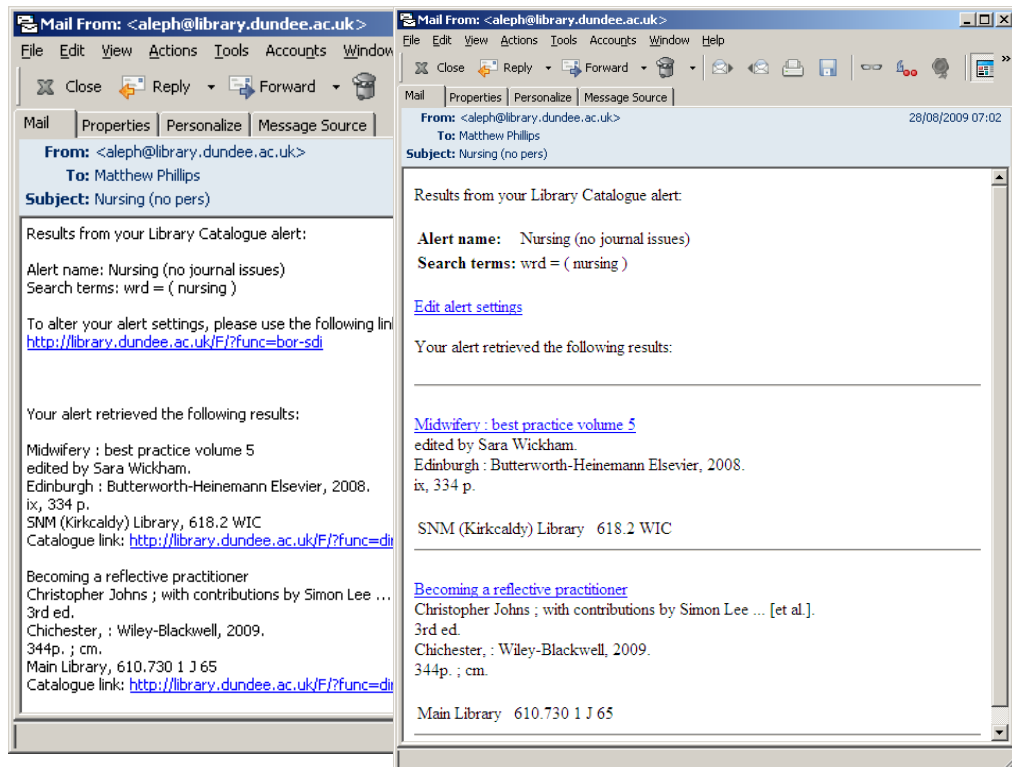 Mail From: <aleph@library.dundee.ac.uk>
File Edit View Actions Tools Accounts Window
Close Reply Forward
Mail Properties Personalize Message Source
From: <aleph@library.dundee.ac.uk>
To: Matthew Phillips
Subject: Nursing (no pers)
Results from your Library Catalogue alert:
Alert name: Nursing (no journal issues)
Search terms: wrd = ( nursing )
To alter your alert settings, please use the following lin
http://library.dundee.ac.uk/F/?func=bor-sdi
Your alert retrieved the following results:
Midwifery : best practice volume 5
edited by Sara Wickham.
Edinburgh : Butterworth-Heinemann Elsevier, 2008.
ix, 334 p.
SNM (Kirkcaldy) Library, 618.2 WIC
Catalogue link: http://library.dundee.ac.uk/F/?func=dir
Becoming a reflective practitioner
Christopher Johns ; with contributions by Simon Lee ...
3rd ed.
Chichester, : Wiley-Blackwell, 2009.
344p. ; cm.
Main Library, 610.730 1 J 65
Catalogue link: http://library.dundee.ac.uk/F/?func=dir
Mail From: <aleph@library.dundee.ac.uk>
File Edit View Actions Tools Accounts Window Help
Close Reply Forward
Mail Properties Personalize Message Source
From: <aleph@library.dundee.ac.uk> 28/08/2009 07:02
To: Matthew Phillips
Subject: Nursing (no pers)
Results from your Library Catalogue alert:
Alert name: Nursing (no journal issues)
Search terms: wrd = ( nursing )
Edit alert settings
Your alert retrieved the following results:
Midwifery : best practice volume 5
edited by Sara Wickham.
Edinburgh : Butterworth-Heinemann Elsevier, 2008.
ix, 334 p.
SNM (Kirkcaldy) Library 618.2 WIC
Becoming a reflective practitioner
Christopher Johns ; with contributions by Simon Lee ... [et al.].
3rd ed.
Chichester, : Wiley-Blackwell, 2009.
344p. ; cm.
Main Library 610.730 1 J 65